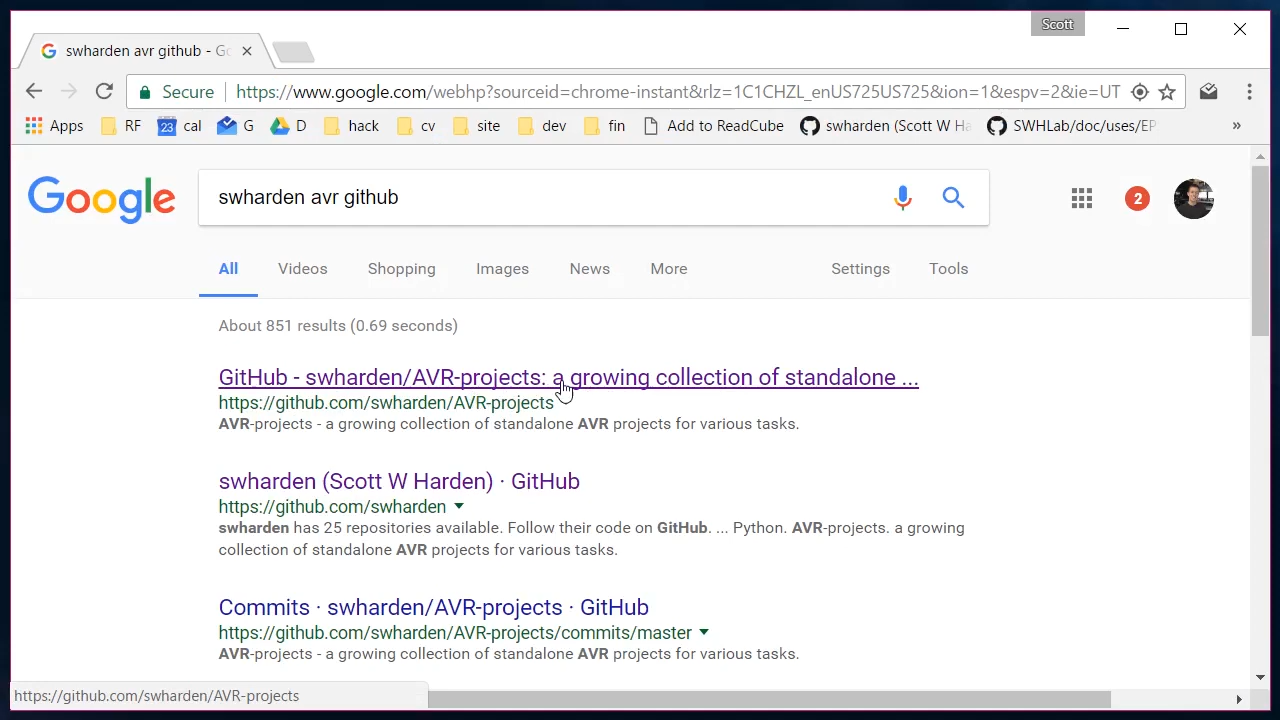 Scott
swharden avr github - Go
Secure https://www.google.com/webhp?sourceid=chrome-instant&rlz=1C1CHZL_enUS725US725&ion=1&espv=2&ie=UT
Apps RF 23 cal G D hack cv site dev fin Add to ReadCube swharden (Scott W Ha SWHLab/doc/uses/EP »
Google swharden avr github 2
All Videos Shopping Images News More Settings Tools
About 851 results (0.69 seconds)
GitHub - swharden/AVR-projects: a growing collection of standalone ...
https://github.com/swharden/AVR-projects
AVR-projects - a growing collection of standalone AVR projects for various tasks.
swharden (Scott W Harden) · GitHub
https://github.com/swharden
swharden has 25 repositories available. Follow their code on GitHub. ... Python. AVR-projects. a growing
collection of standalone AVR projects for various tasks.
Commits · swharden/AVR-projects · GitHub
https://github.com/swharden/AVR-projects/commits/master
AVR-projects - a growing collection of standalone AVR projects for various tasks.
https://github.com/swharden/AVR-projects